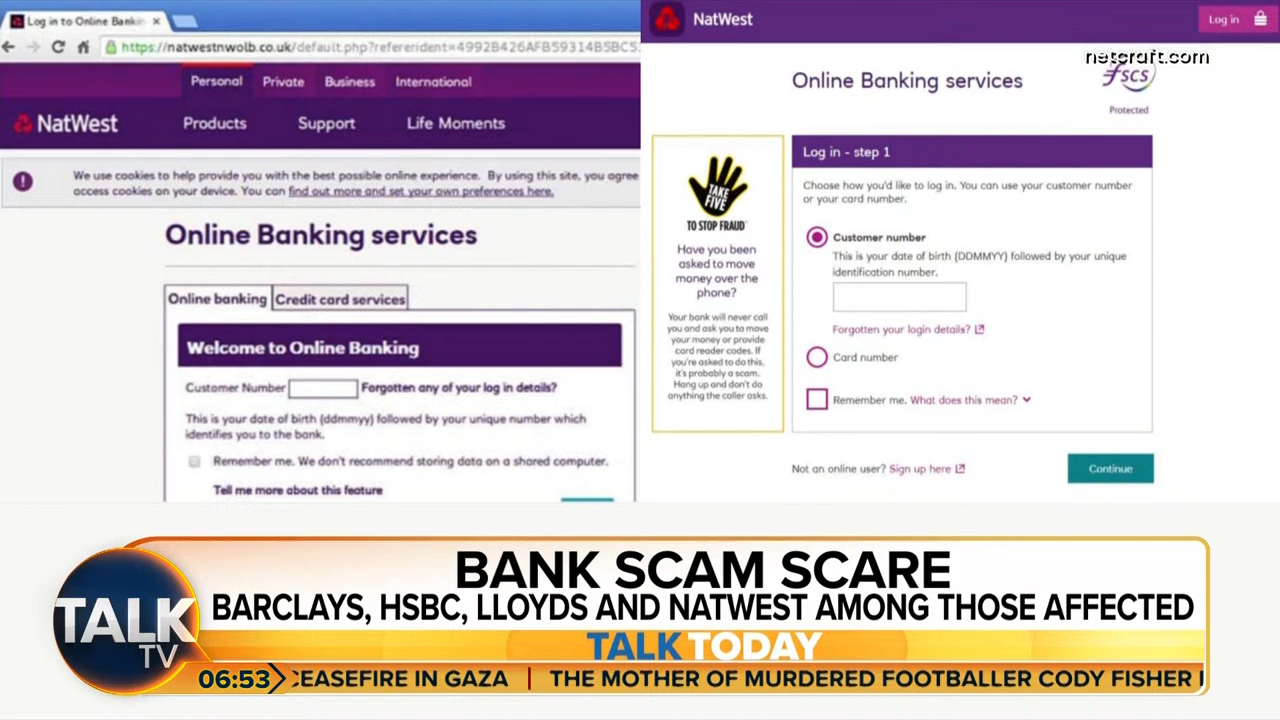 Log in to Online Bankin
https://natwestnwolb.co.uk/default.php?refererident=4992B426AFB59314B5BC5
Personal Private Business International
NatWest Products Support Life Moments
We use cookies to help provide you with the best possible online experience. By using this site, you agree
access cookies on your device. You can find out more and set your own preferences here.
Online Banking services
Online banking Credit card services
Welcome to Online Banking
Customer Number Forgotten any of your log in details?
This is your date of birth (ddmmyy) followed by your unique number which
identifies you to the bank.
Remember me. We don't recommend storing data on a shared computer.
Tell me more about this feature
NatWest
Log in
netcraft.com
Online Banking services
fscs
Protected
TAKE
FIVE
TO STOP FRAUD
Have you been
asked to move
money over the
phone?
Your bank will never call
you and ask you to move
your money or provide
card reader codes. If
you're asked to do this,
it's probably a scam.
Hang up and don't do
anything the caller asks.
Log in - step 1
Choose how you'd like to log in. You can use your customer number
or your card number.
Customer number
This is your date of birth (DDMMYY) followed by your unique
identification number.
Forgotten your login details?
Card number
Remember me. What does this mean?
Not an online user? Sign up here
Continue
BANK SCAM SCARE
BARCLAYS, HSBC, LLOYDS AND NATWEST AMONG THOSE AFFECTED
TALK
TV
TALK TODAY
06:53
CEASEFIRE IN GAZA | THE MOTHER OF MURDERED FOOTBALLER CODY FISHER